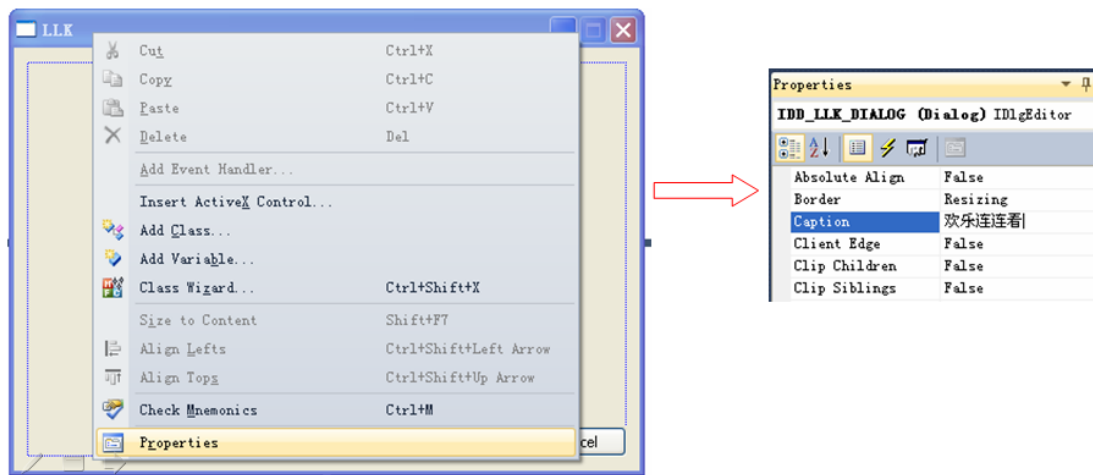 LLK
Cut Ctrl+X
Copy Ctrl+C
Paste Ctrl+V
Delete Del
Add Event Handler...
Insert ActiveX Control...
Add Class...
Add Variable...
Class Wizard... Ctrl+Shift+X
Size to Content Shift+F7
Align Lefts Ctrl+Shift+Left Arrow
Align Tops Ctrl+Shift+Up Arrow
Check Mnemonics Ctrl+M
Properties
cel
Properties
IDD_LLK_DIALOG (Dialog) IDlgEditor
Absolute Align False
Border Resizing
Caption 欢乐连连看
Client Edge False
Clip Children False
Clip Siblings False